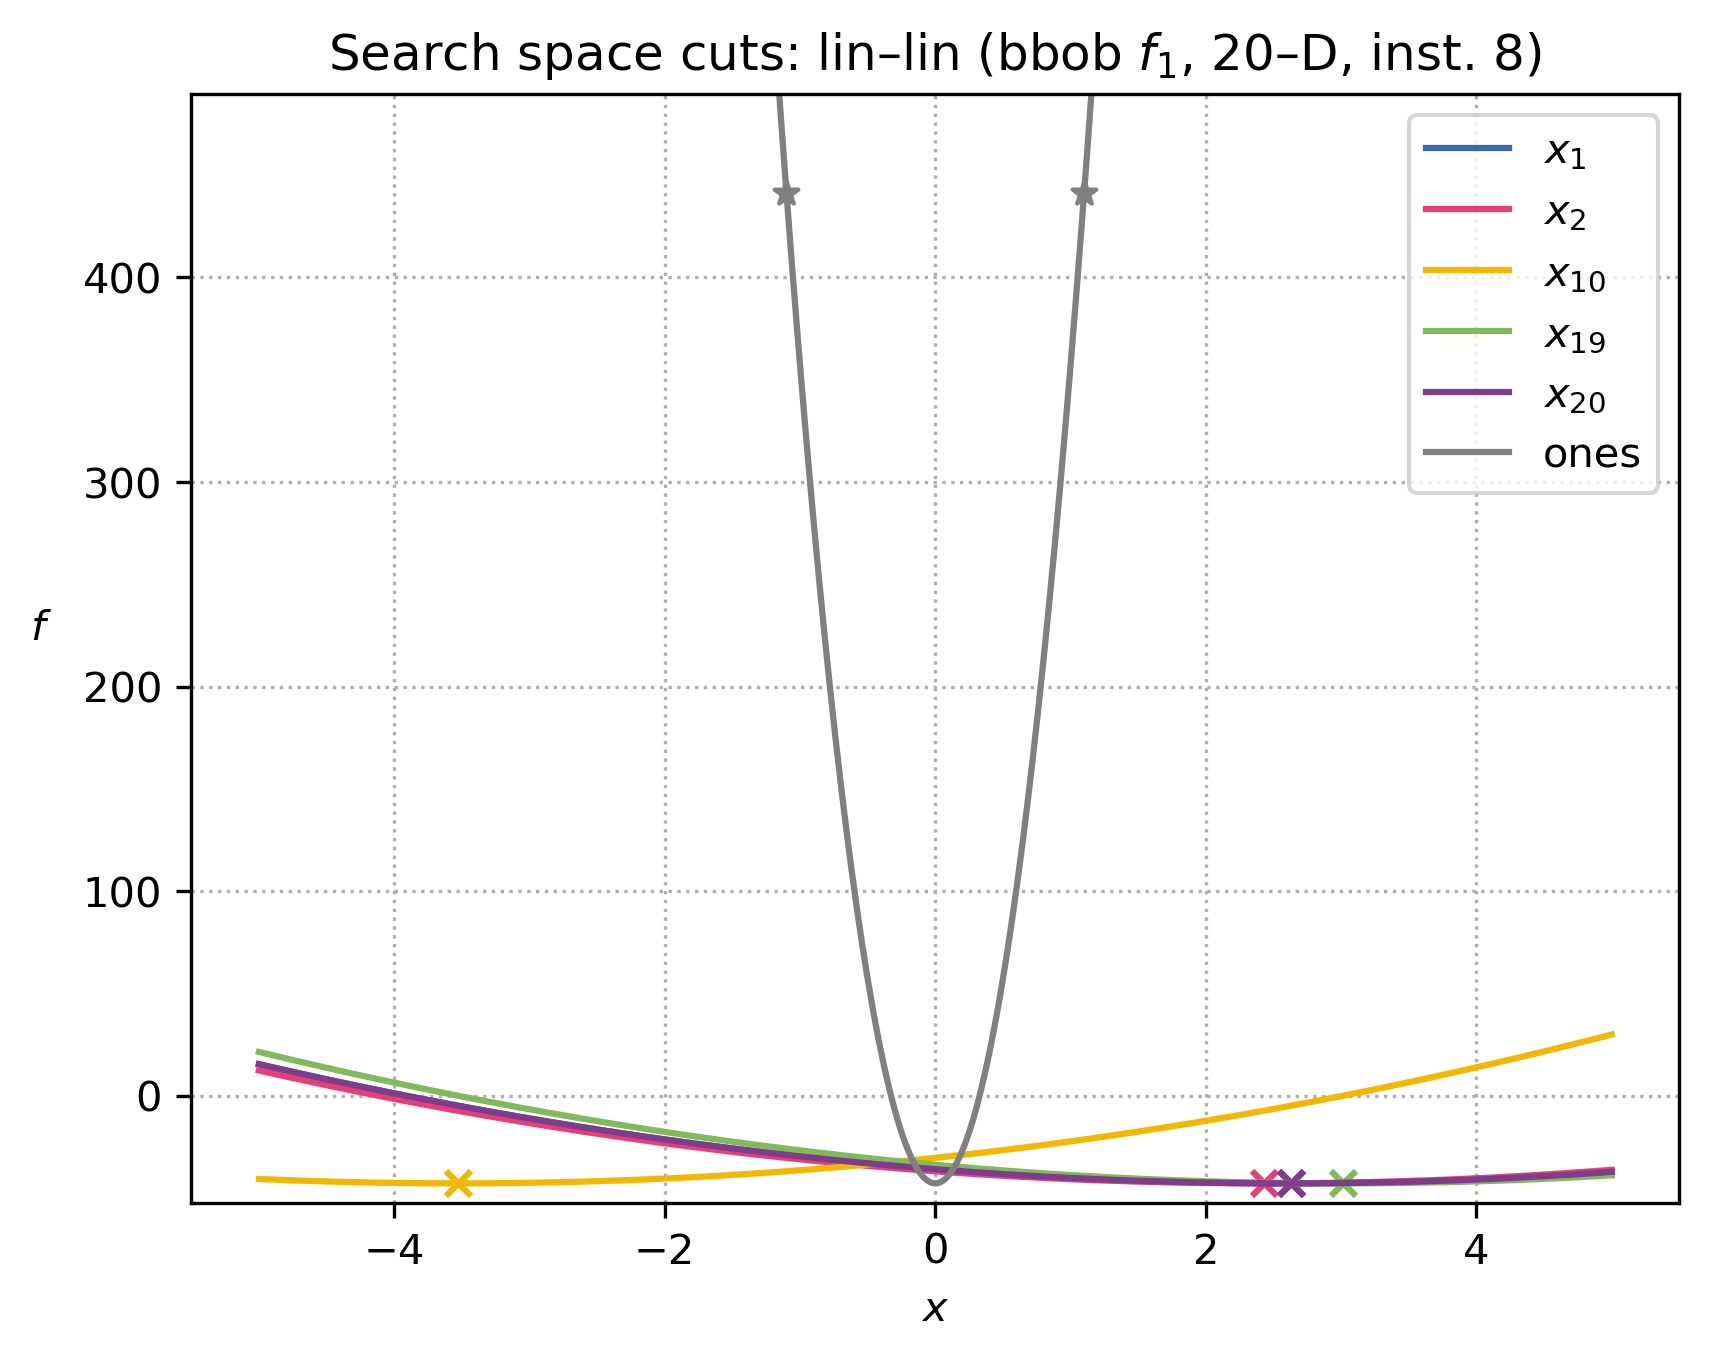 Search space cuts: lin–lin (bbob f₁, 20–D, inst. 8)
x₁
x₂
x₁₀
x₁₉
x₂₀
ones
400
300
200
100
0
f
−4 −2 0 2 4
x